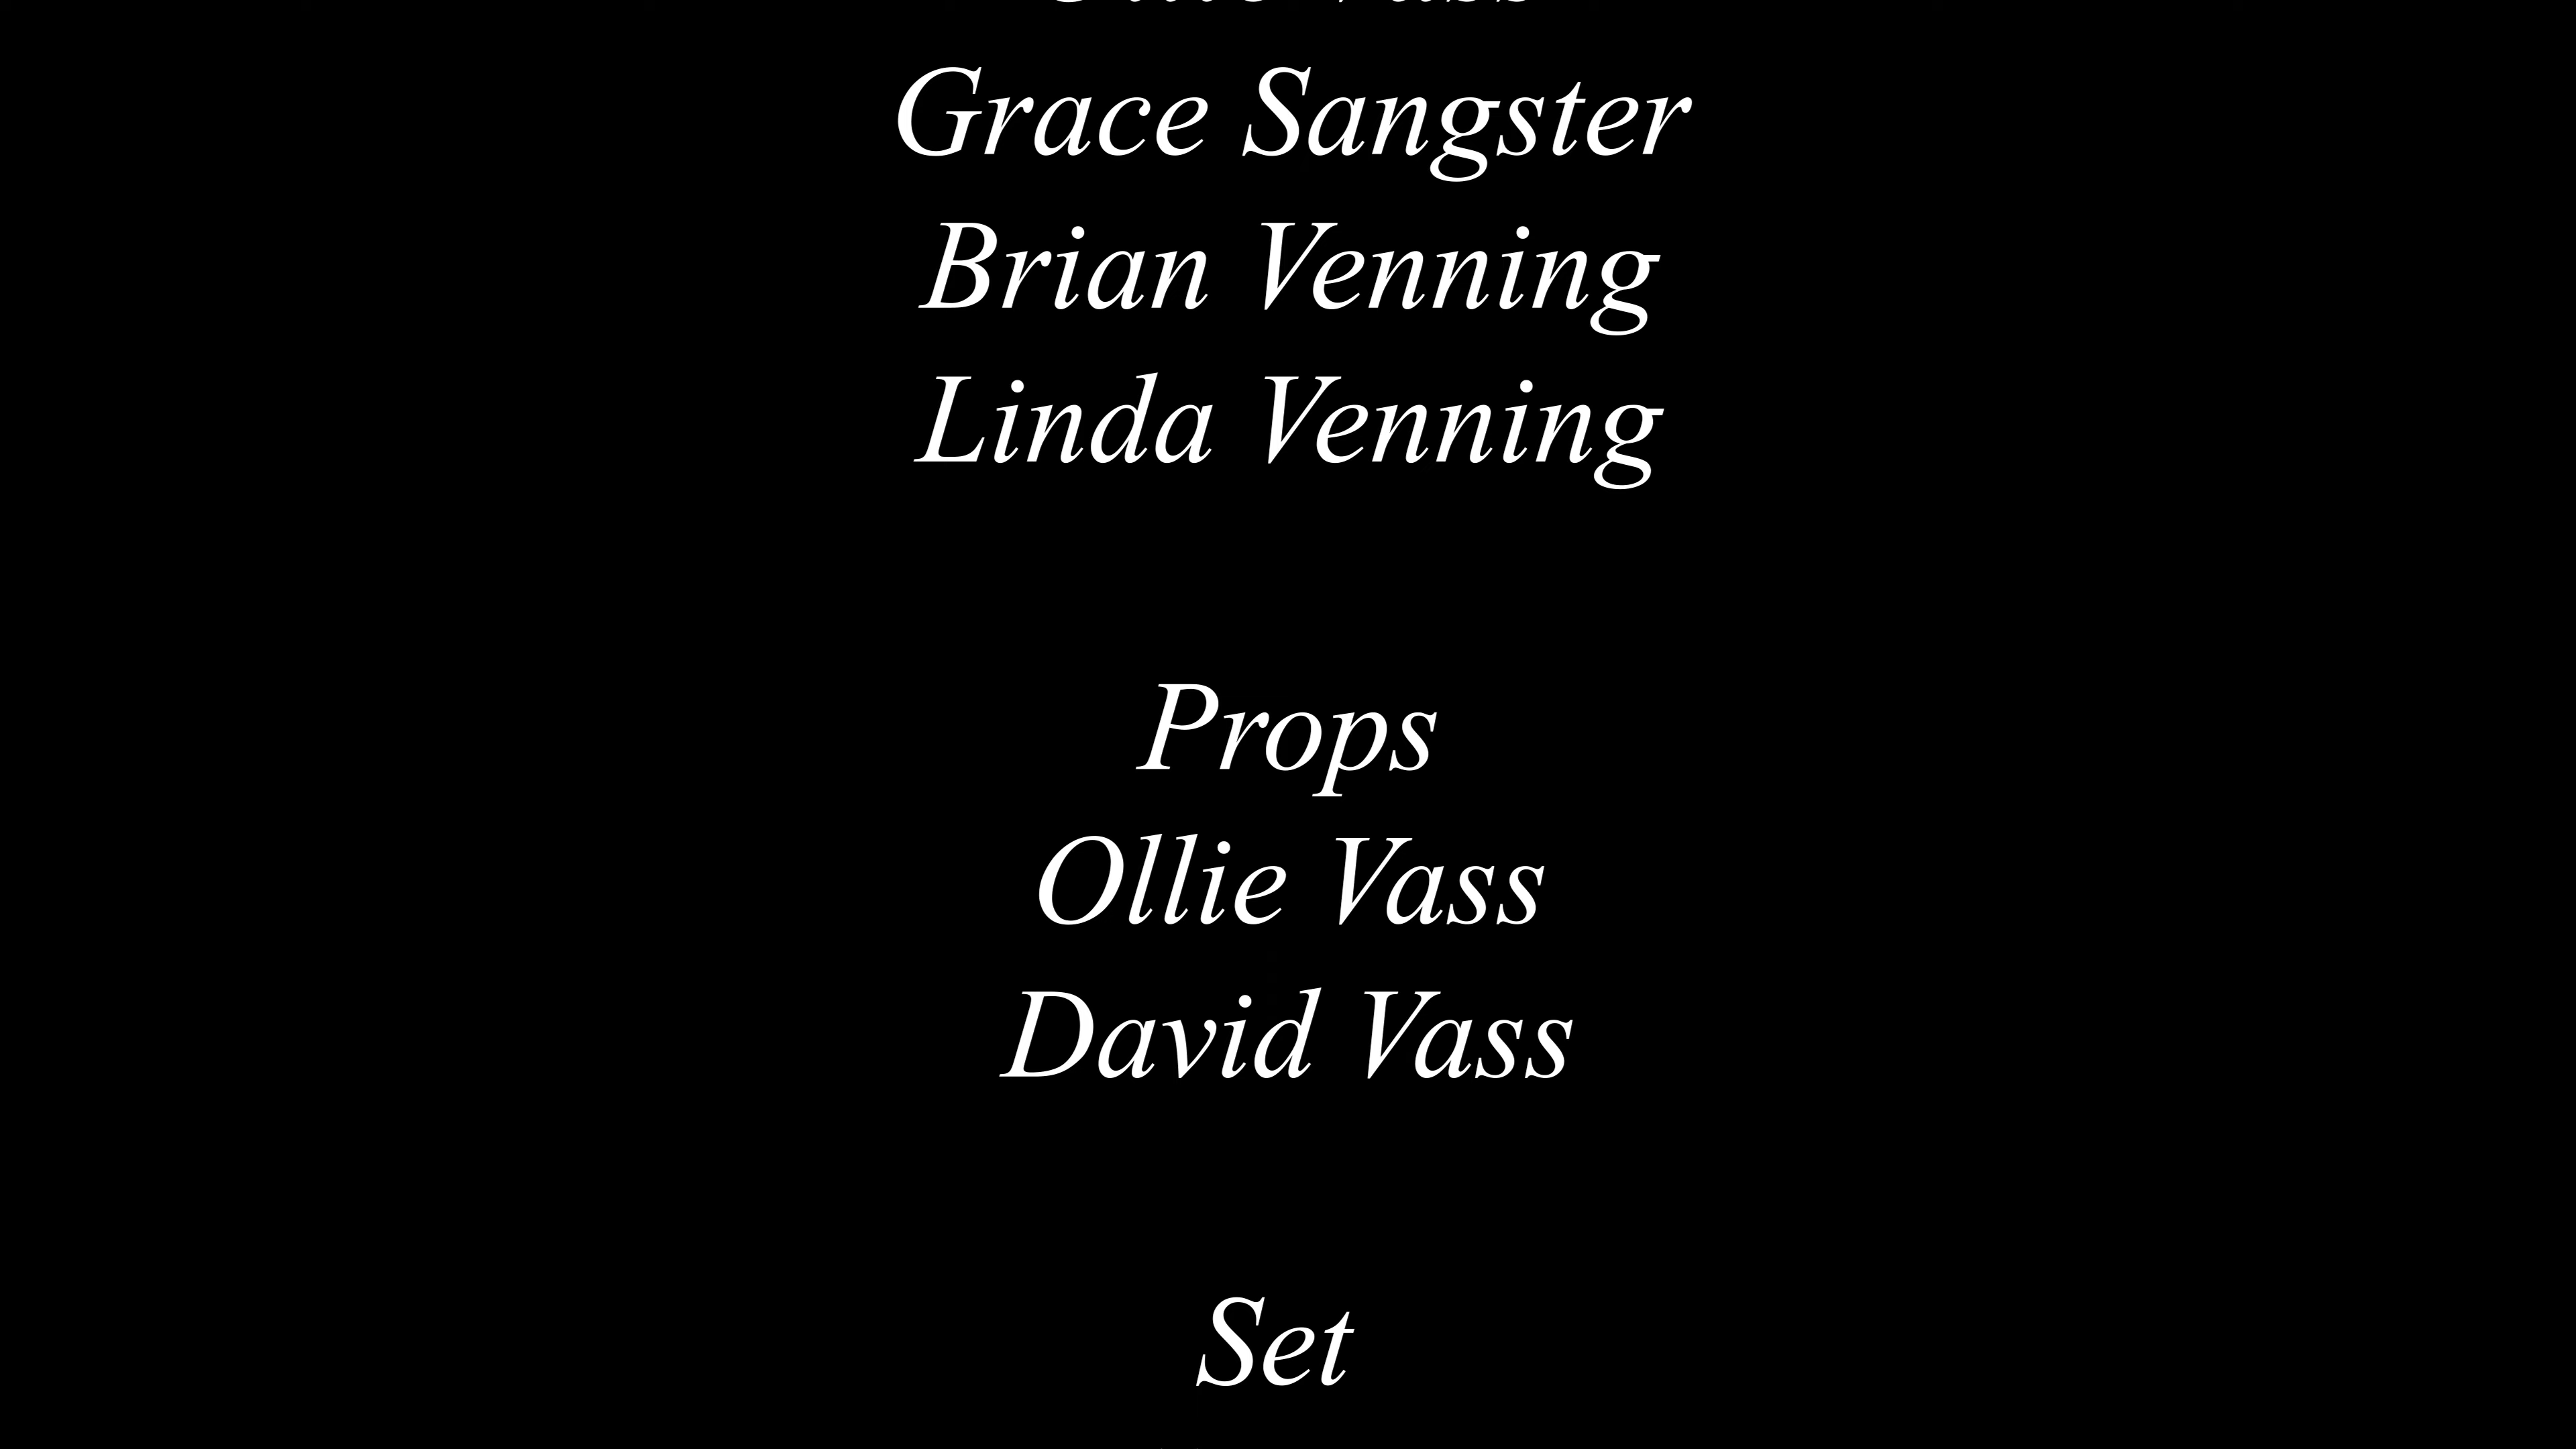 Grace Sangster
Brian Venning
Linda Venning
Props
Ollie Vass
David Vass
Set